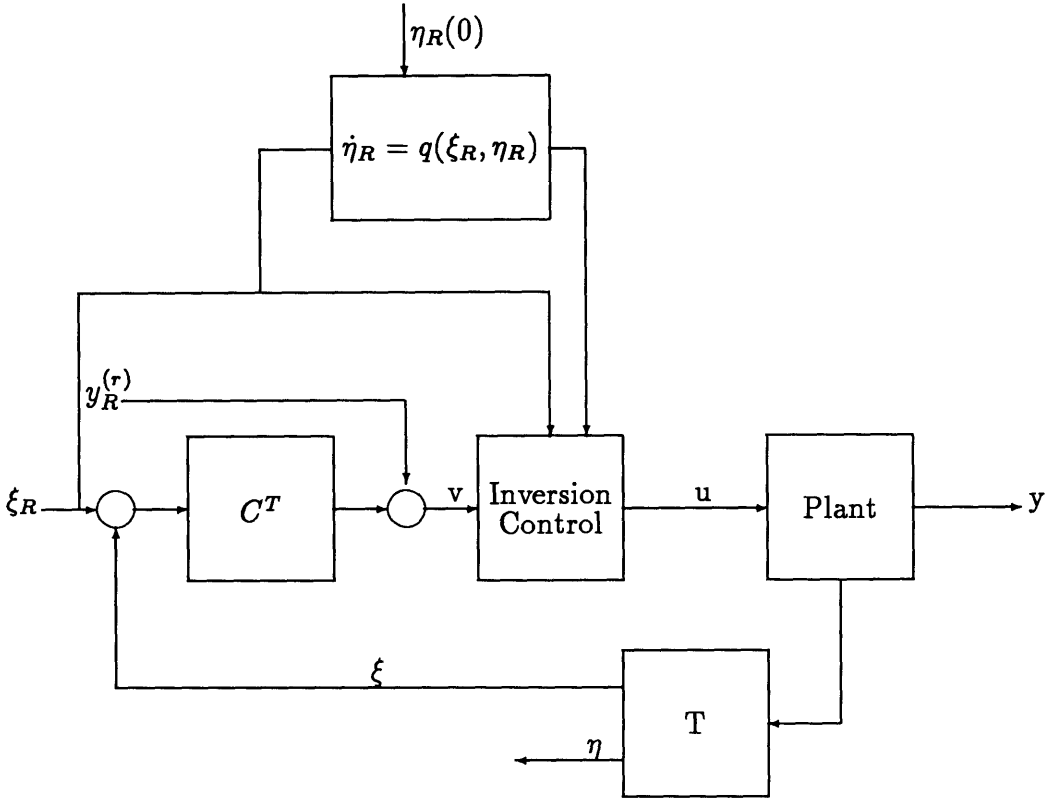 η_R(0)
η̇_R = q(ξ_R, η_R)
y_R^(r)
ξ_R
C^T
v
Inversion
Control
u
Plant
y
ξ
T
η